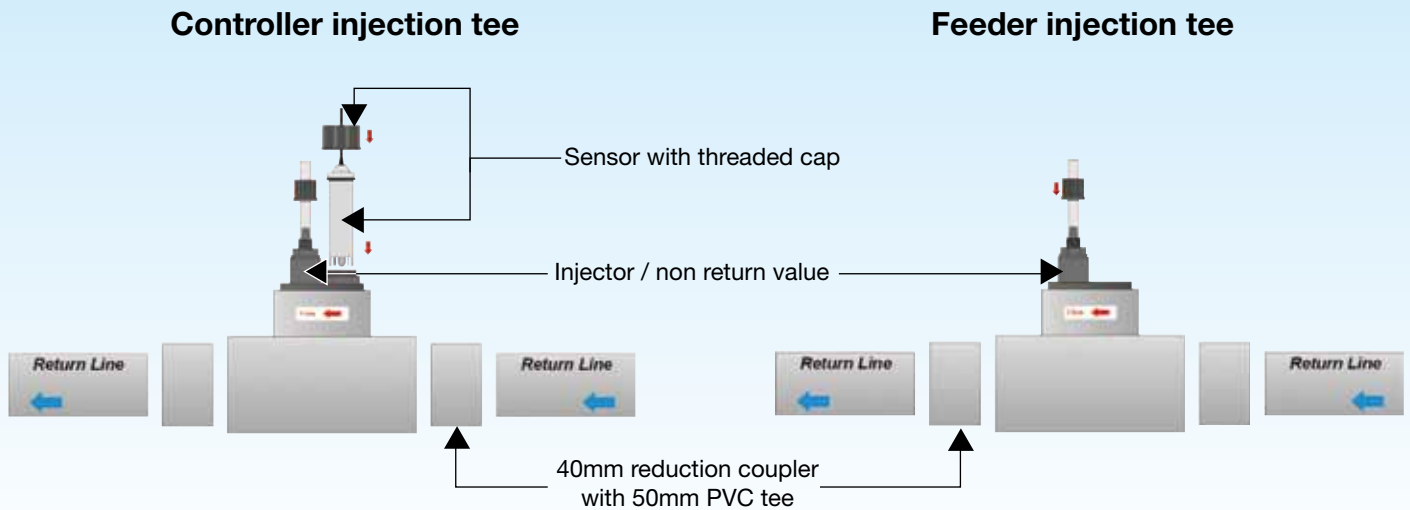 Controller injection tee
Feeder injection tee
Sensor with threaded cap
Injector / non return value
Return Line
Return Line
Return Line
Return Line
40mm reduction coupler
with 50mm PVC tee